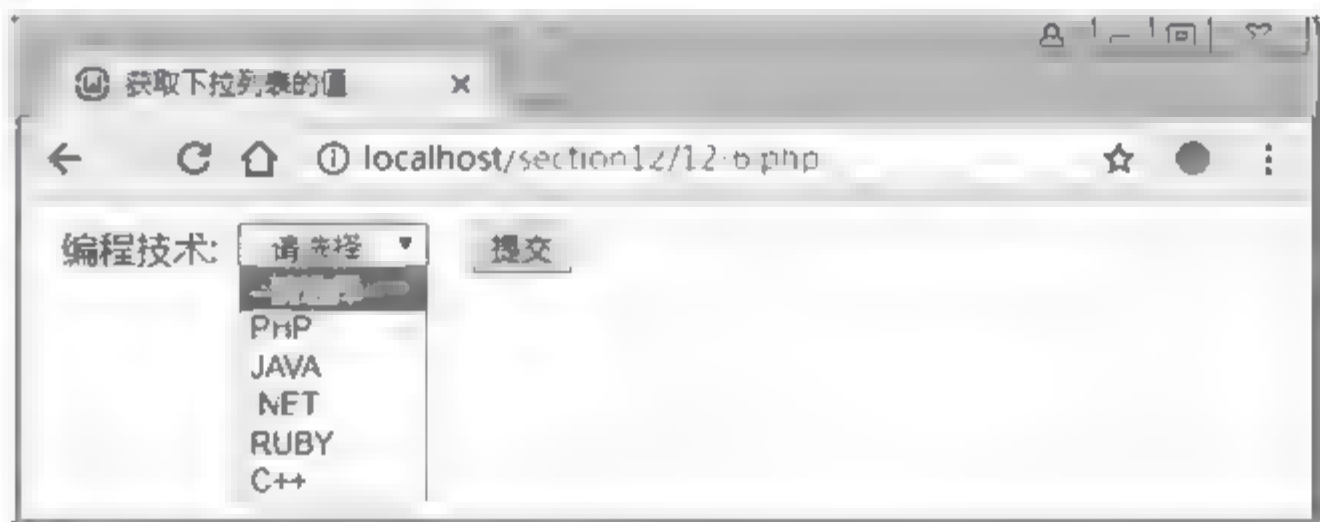 获取下拉列表的值
localhost/section12/12-6.php
编程技术: 请选择 提交
PHP
JAVA
.NET
RUBY
C++